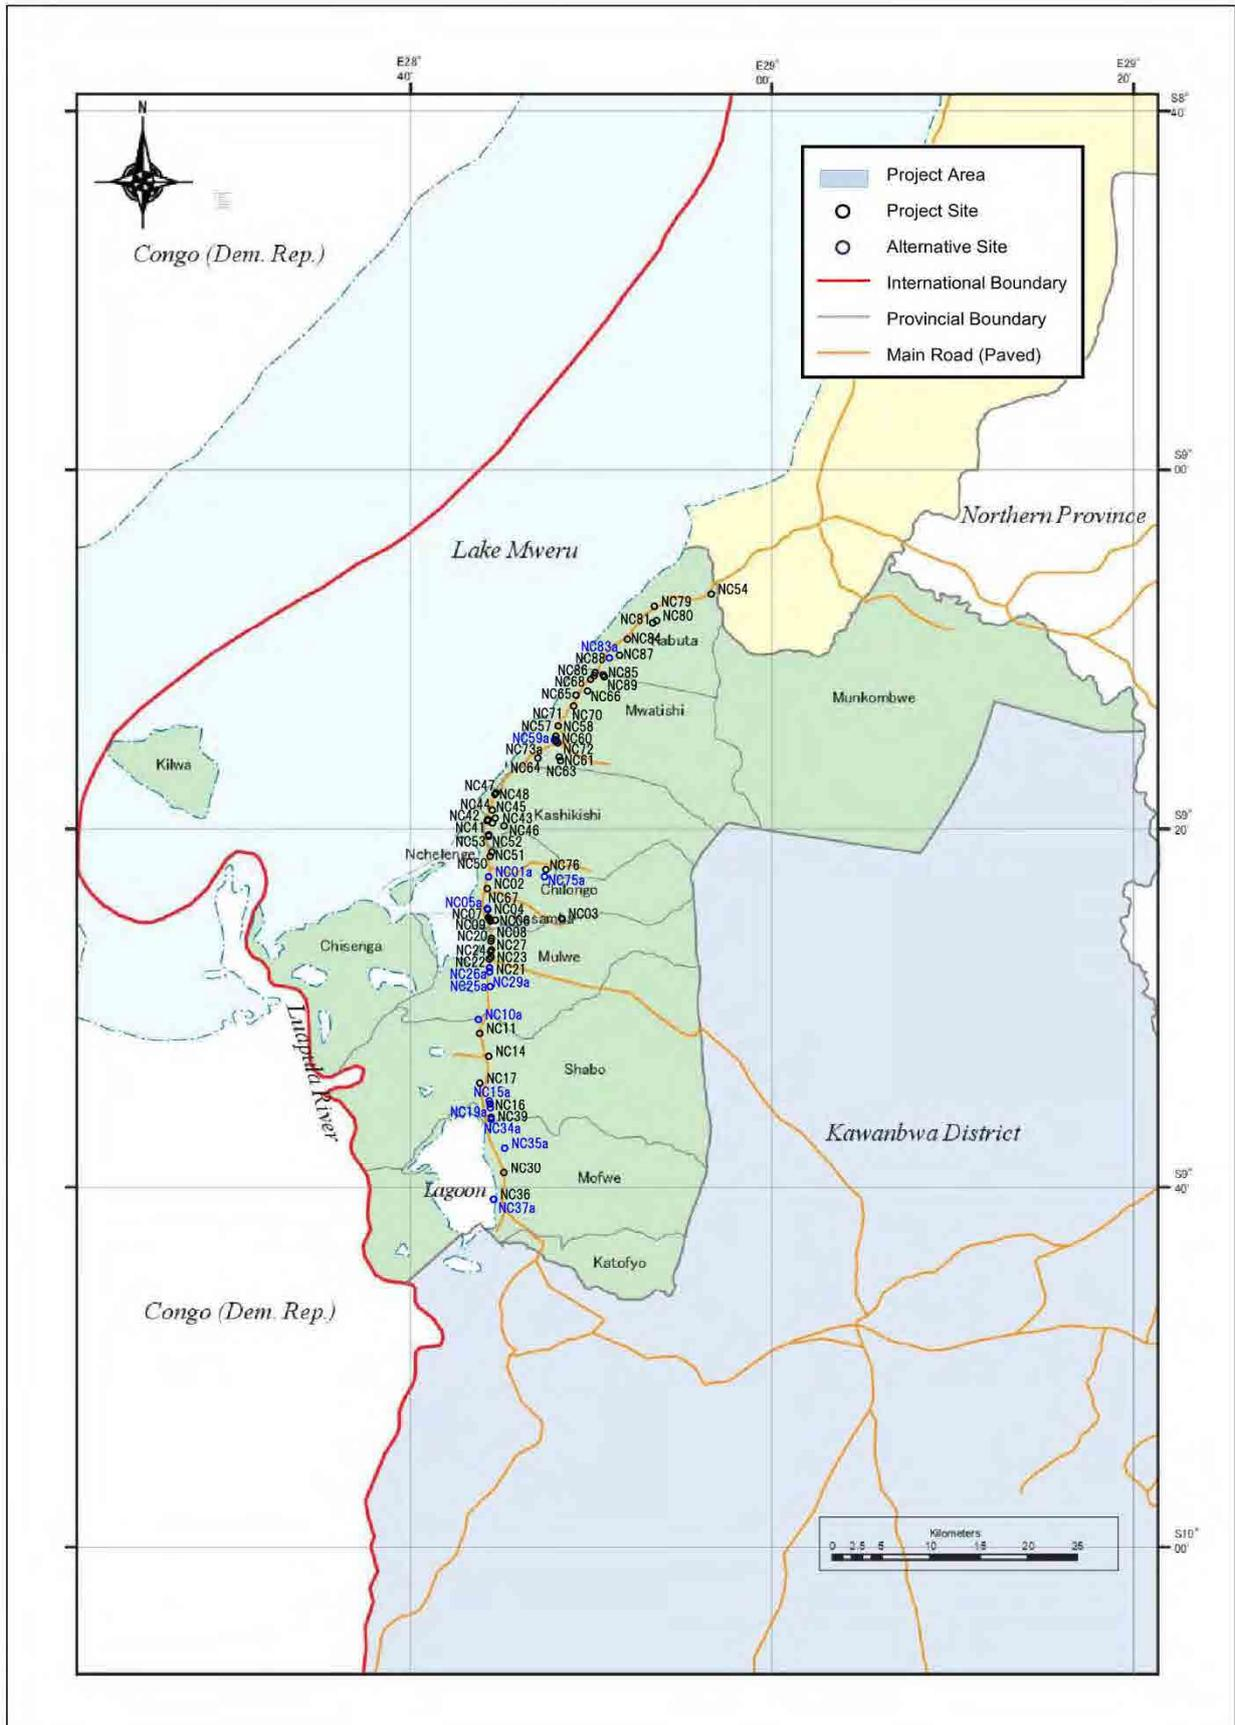 E28°
40'
E29°
00'
E29°
20'
S8°
40'
N
Congo (Dem. Rep.)
Project Area
Project Site
Alternative Site
International Boundary
Provincial Boundary
Main Road (Paved)
S9°
00'
Northern Province
Lake Mweru
NC54
NC79
NC81
NC80
NC84
Kabuta
NC83a
NC87
NC88
NC86
NC85
NC68
NC89
NC65
NC66
Munkombwe
NC70
Mwatishi
NC71
NC57
NC58
NC59a
NC60
NC73a
NC72
NC61
NC64
NC63
Kilwa
NC47
NC48
NC44
NC45
Kashikishi
NC42
NC43
NC41
NC46
S9°
20'
NC53
NC52
Nchelenge
NC51
NC50
NC76
NC01a
NC75a
NC02
Chilongo
NC67
NC05a
NC04
NC07
NC06
NC03
NC09
NC08
NC20
Chisenga
NC27
NC24
NC23
Mulwe
NC22
NC21
NC26a
NC25a
NC29a
NC10a
NC11
Luapula River
NC14
Shabo
NC17
NC15a
NC16
NC19a
NC39
NC34a
Kawanbwa District
NC35a
NC30
Mofwe
Lagoon
NC36
NC37a
S9°
40'
Katofyo
Congo (Dem. Rep.)
Kilometers
0 2.5 5 10 15 20 25
S10°
00'